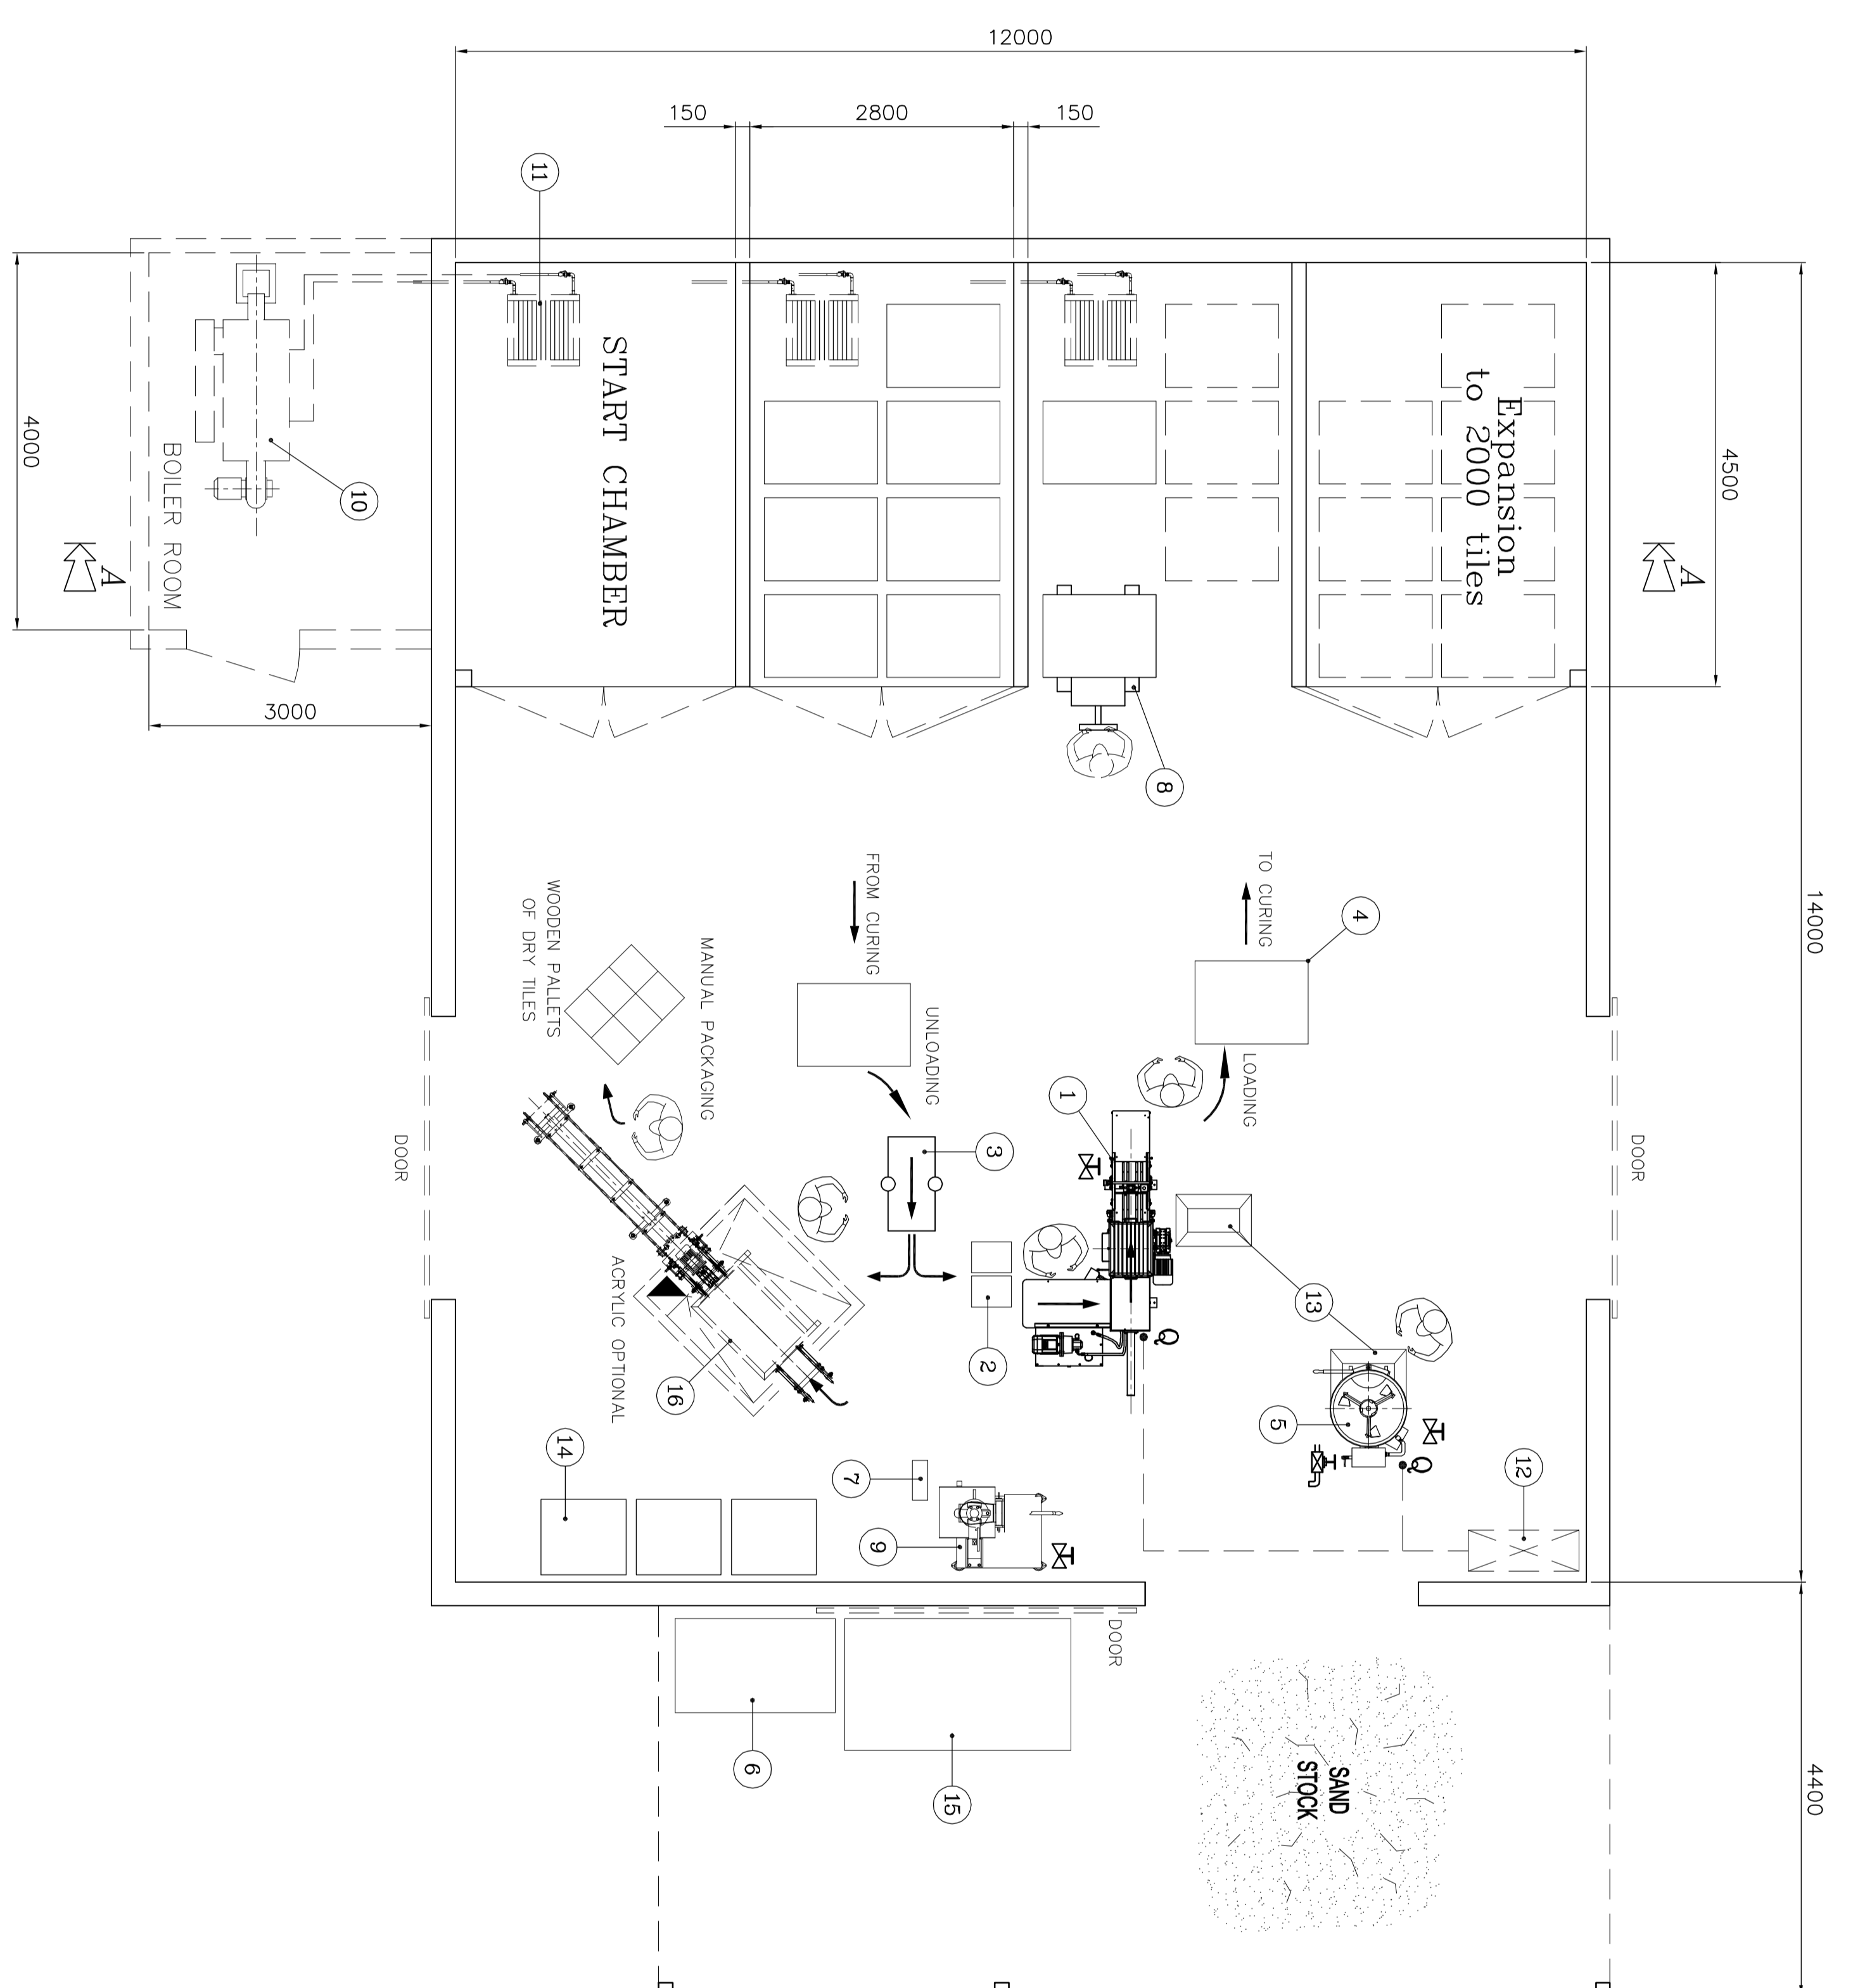 12000
150
2800
150
11
START CHAMBER
Expansion
to 2000 tiles
4500
14000
4400
4000
3000
BOILER ROOM
10
A
A
8
FROM CURING
TO CURING
4
WOODEN PALLETS
OF DRY TILES
MANUAL PACKAGING
UNLOADING
LOADING
1
3
DOOR
DOOR
13
2
ACRYLIC OPTIONAL
16
5
Q
Q
12
14
7
9
DOOR
6
15
SAND
STOCK